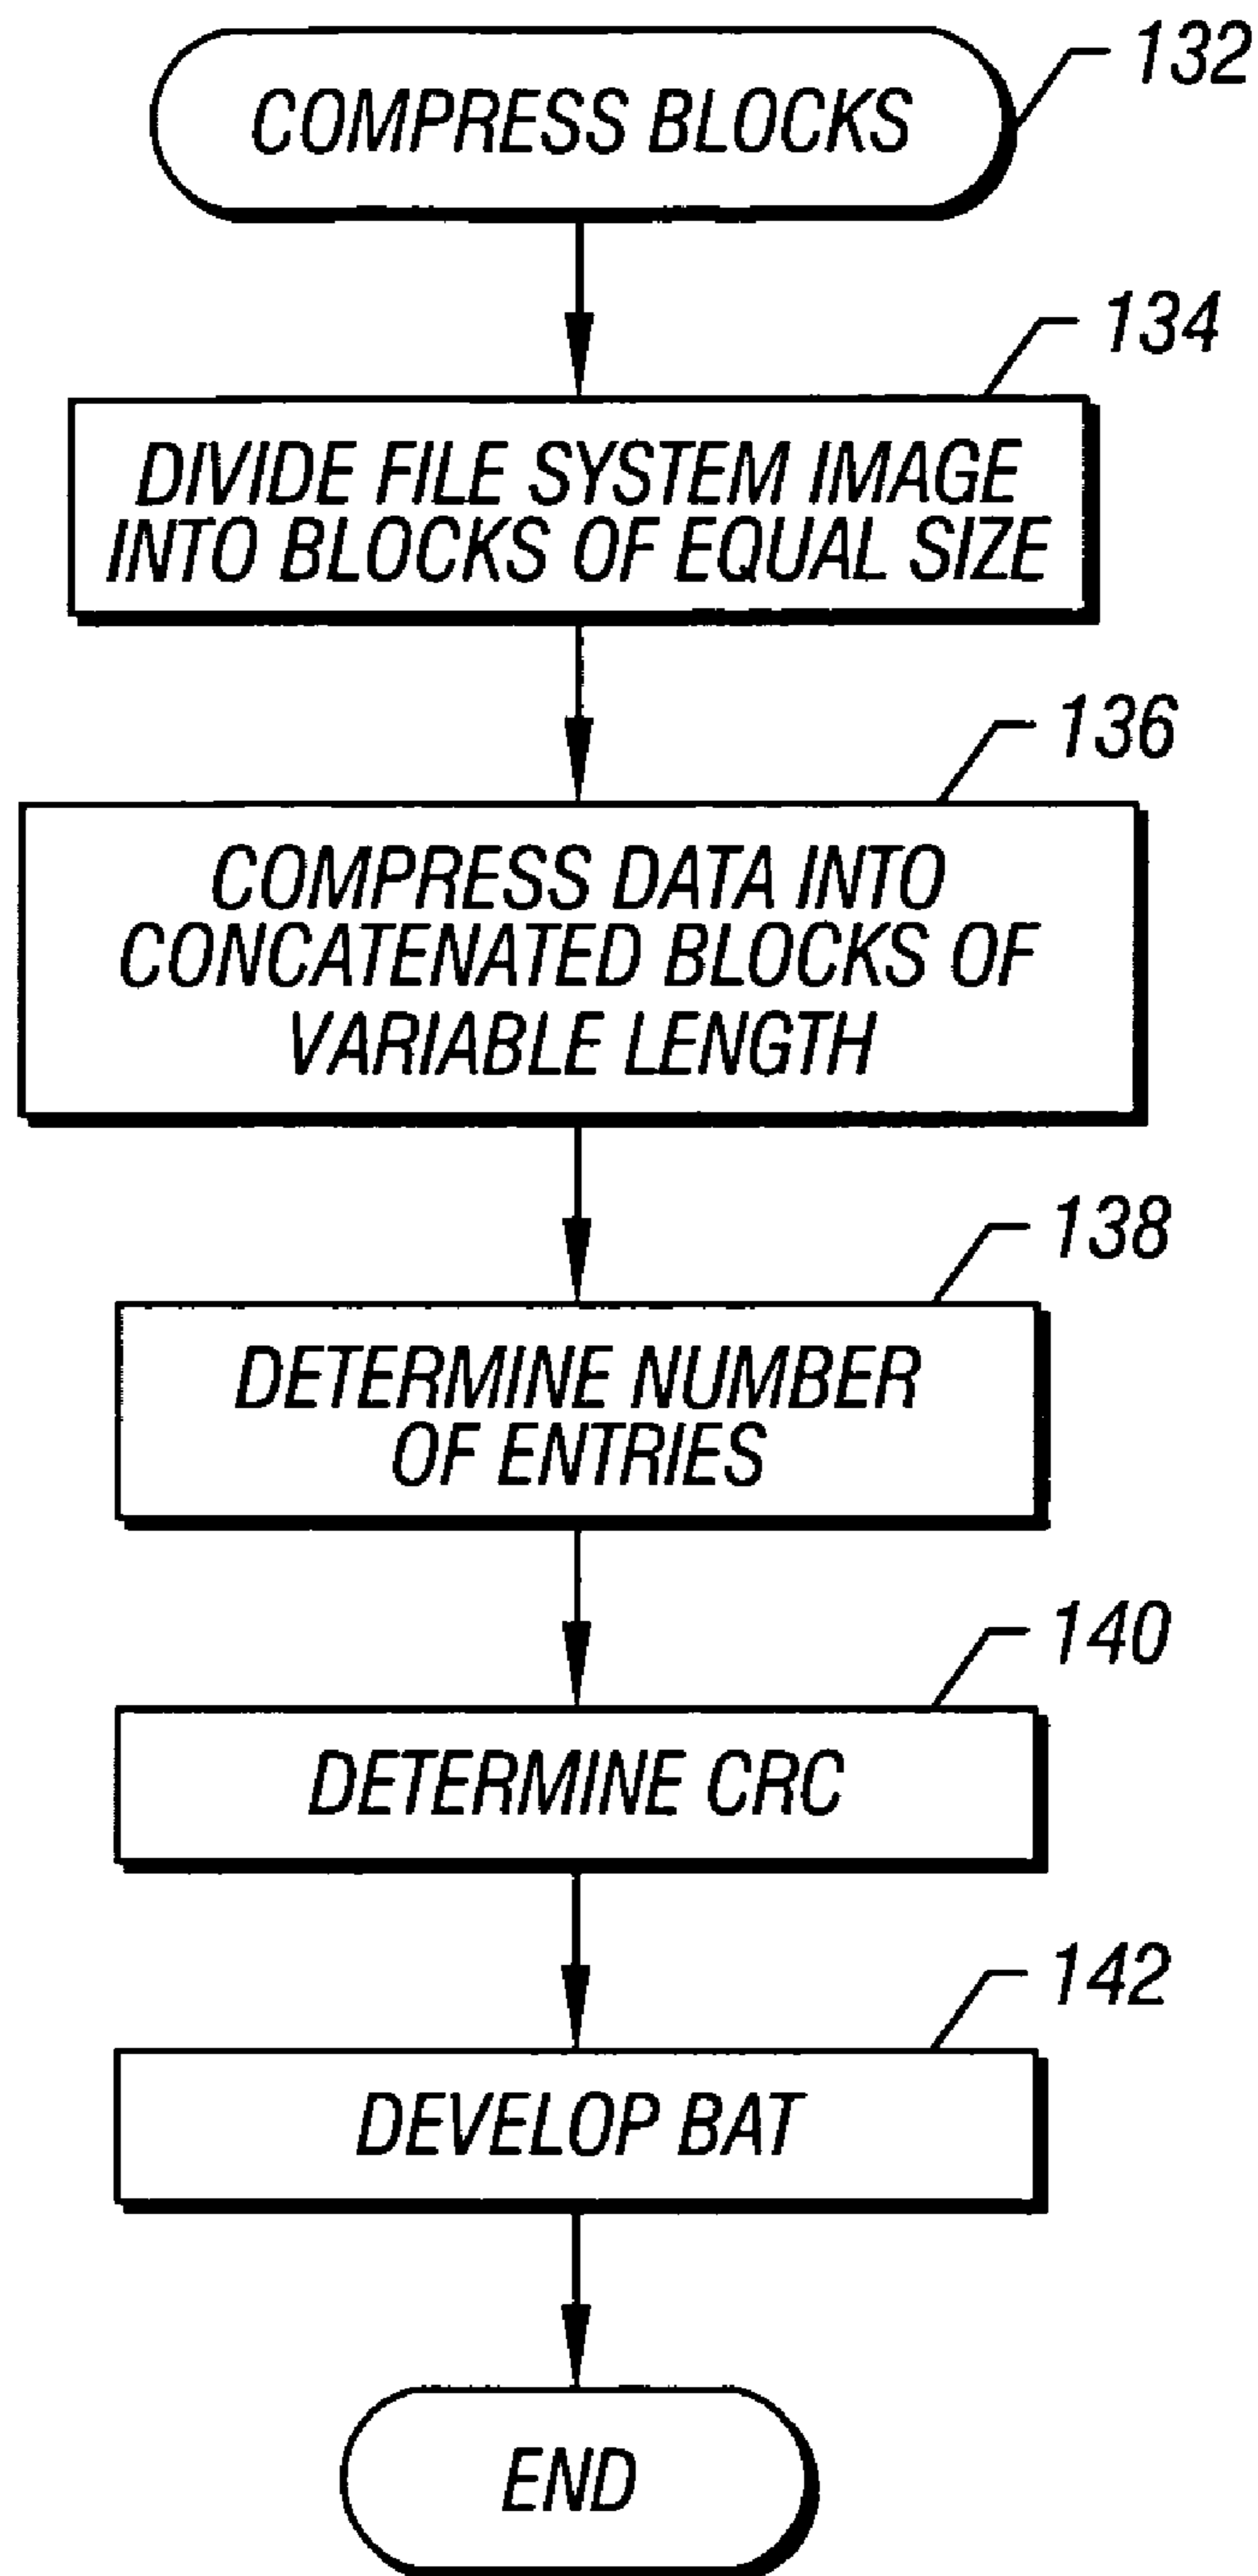 COMPRESS BLOCKS
132
134
DIVIDE FILE SYSTEM IMAGE
INTO BLOCKS OF EQUAL SIZE
136
COMPRESS DATA INTO
CONCATENATED BLOCKS OF
VARIABLE LENGTH
138
DETERMINE NUMBER
OF ENTRIES
140
DETERMINE CRC
142
DEVELOP BAT
END